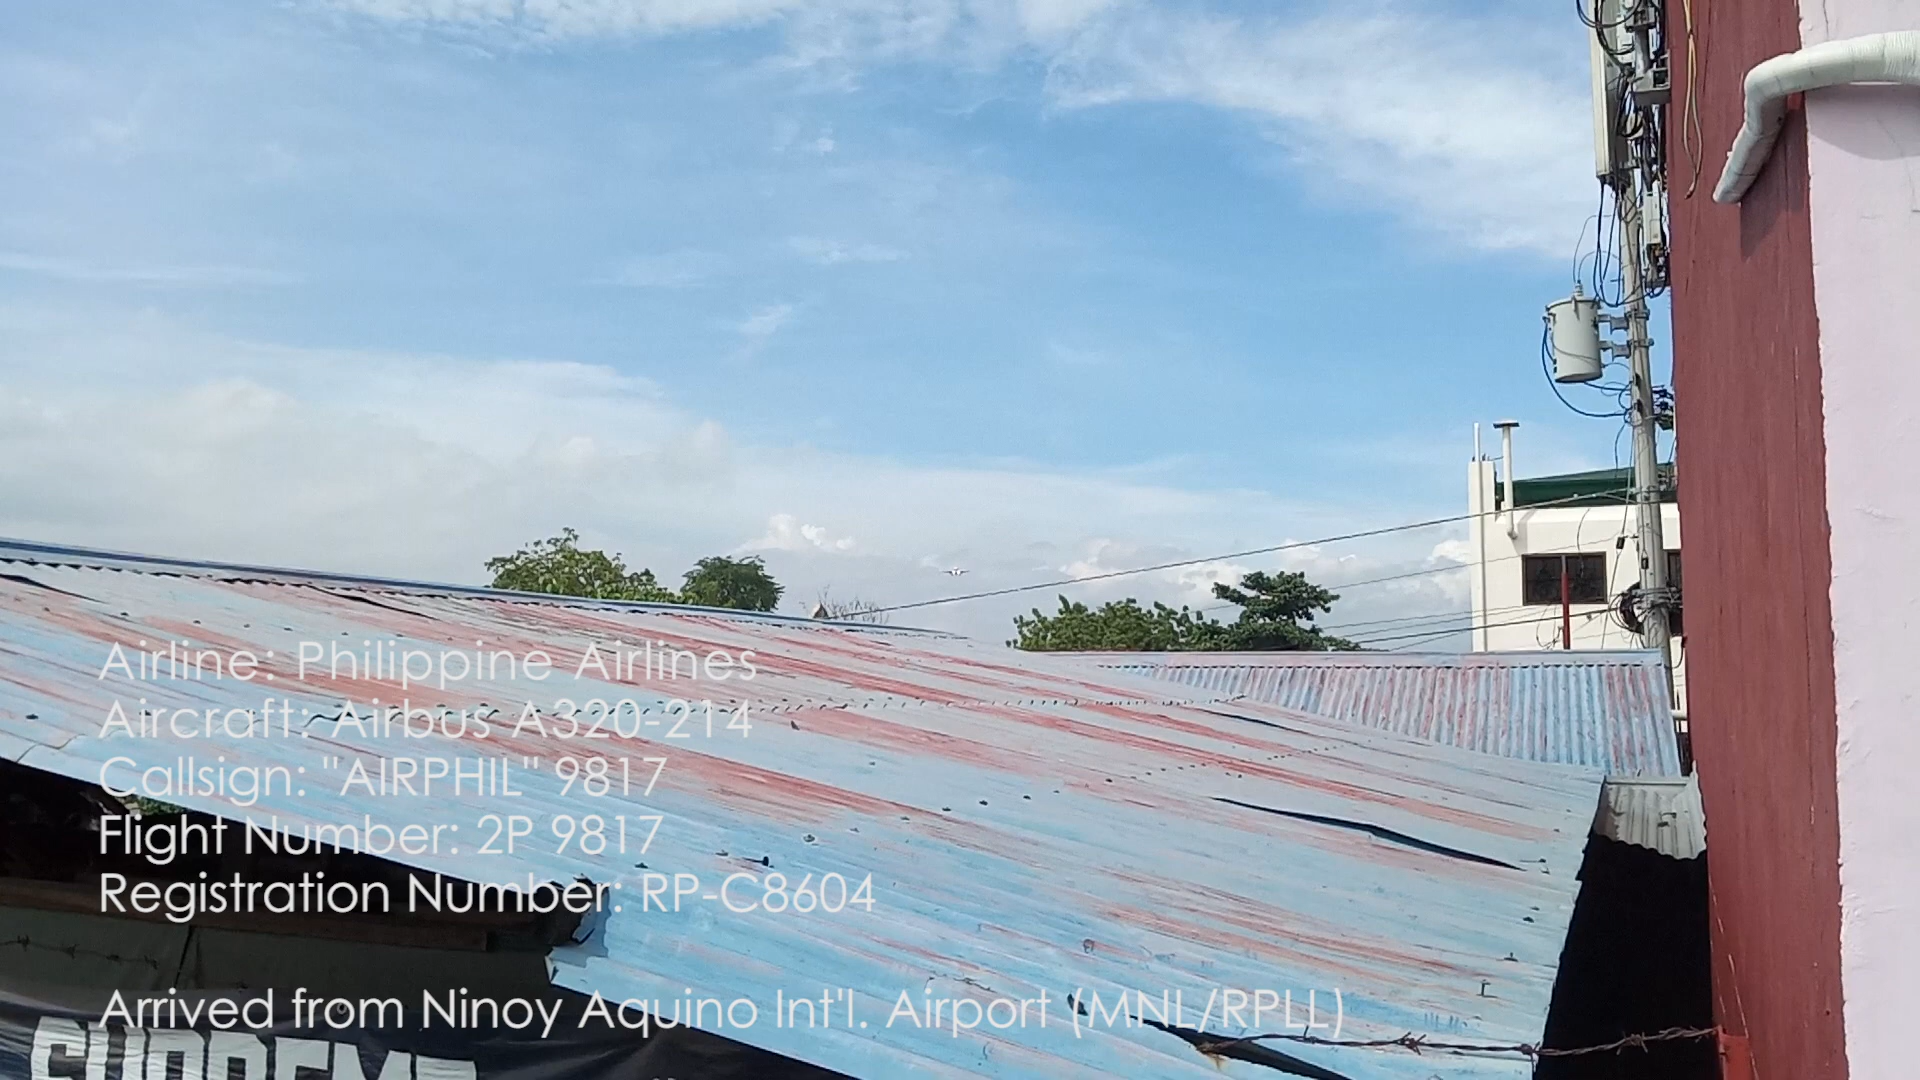 Airline: Philippine Airlines
Aircraft: Airbus A320-214
Callsign: "AIRPHIL" 9817
Flight Number: 2P 9817
Registration Number: RP-C8604
Arrived from Ninoy Aquino Int'l. Airport (MNL/RPLL)
SUPREME